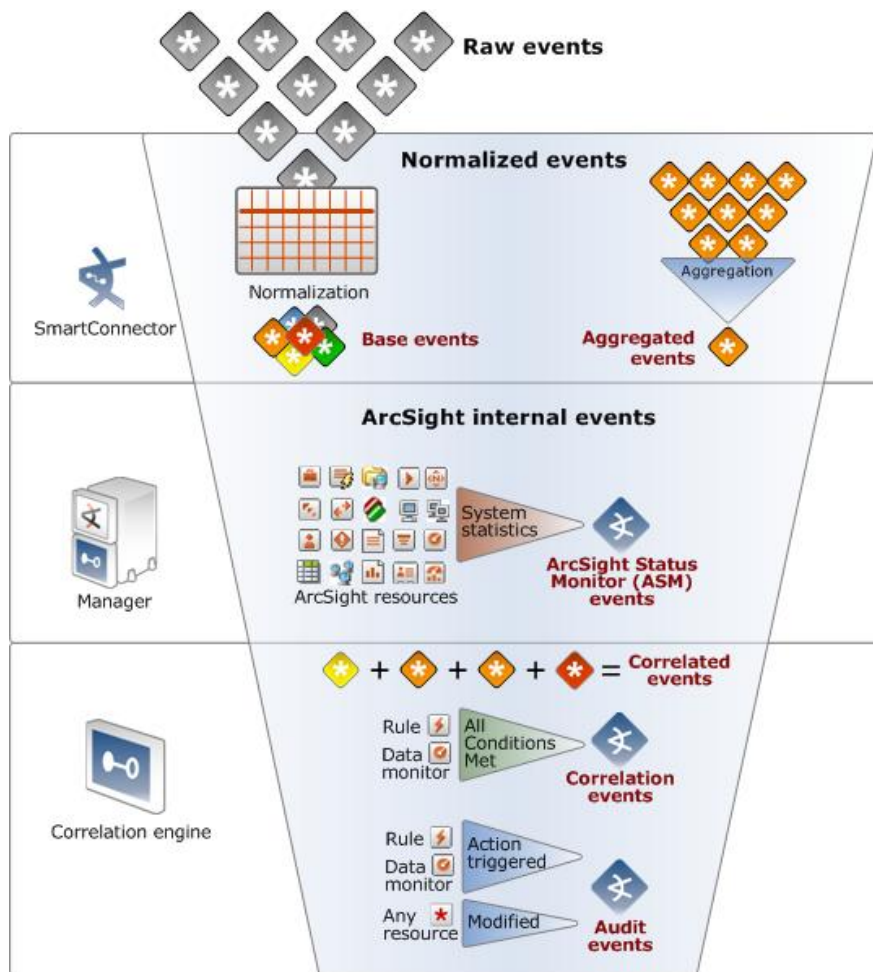 Raw events
Normalized events
Normalization
Aggregation
SmartConnector
Base events
Aggregated
events
ArcSight internal events
System
statistics
Manager
ArcSight resources
ArcSight Status
Monitor (ASM)
events
+ + + = Correlated
events
Rule
Data
monitor
All
Conditions
Met
Correlation
events
Correlation engine
Rule
Data
monitor
Action
triggered
Any
resource
Modified
Audit
events